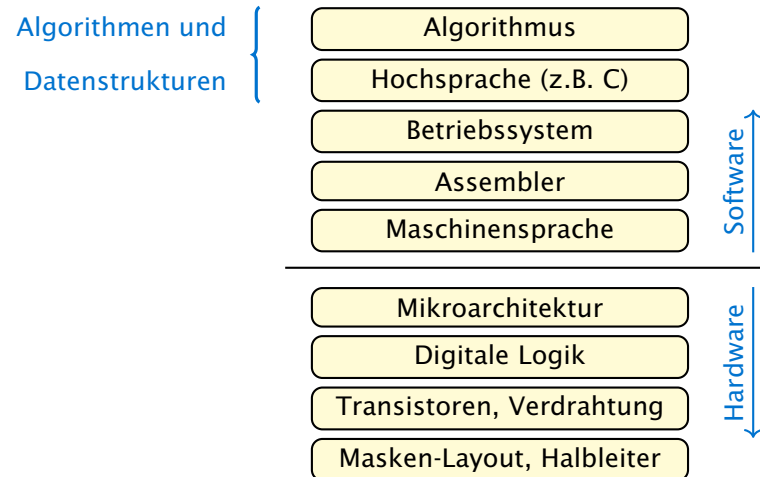 Algorithmen und
Datenstrukturen
Algorithmus
Hochsprache (z.B. C)
Betriebssystem
Assembler
Maschinensprache
Software
Mikroarchitektur
Digitale Logik
Transistoren, Verdrahtung
Masken-Layout, Halbleiter
Hardware